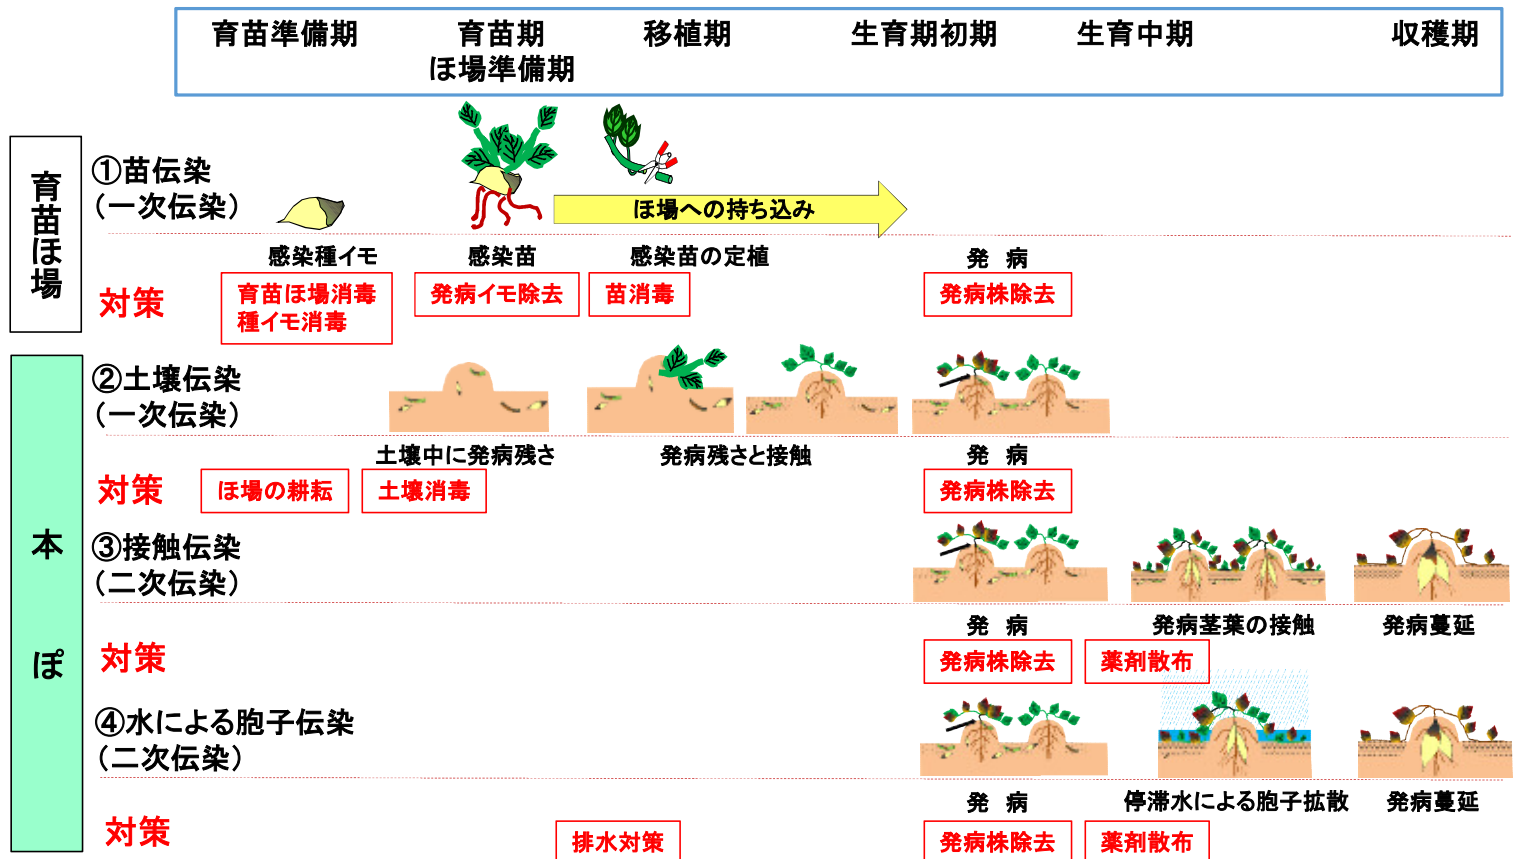 育苗準備期
育苗期
ほ場準備期
移植期
生育期初期
生育中期
収穫期
育苗ほ場
①苗伝染
（一次伝染）
ほ場への持ち込み
感染種イモ
感染苗
感染苗の定植
発 病
対策
育苗ほ場消毒
種イモ消毒
発病イモ除去
苗消毒
発病株除去
本ぽ
②土壌伝染
（一次伝染）
土壌中に発病残さ
発病残さと接触
発 病
対策
ほ場の耕耘
土壌消毒
発病株除去
③接触伝染
（二次伝染）
発 病
発病茎葉の接触
発病蔓延
対策
発病株除去
薬剤散布
④水による胞子伝染
（二次伝染）
発 病
停滞水による胞子拡散
発病蔓延
対策
排水対策
発病株除去
薬剤散布